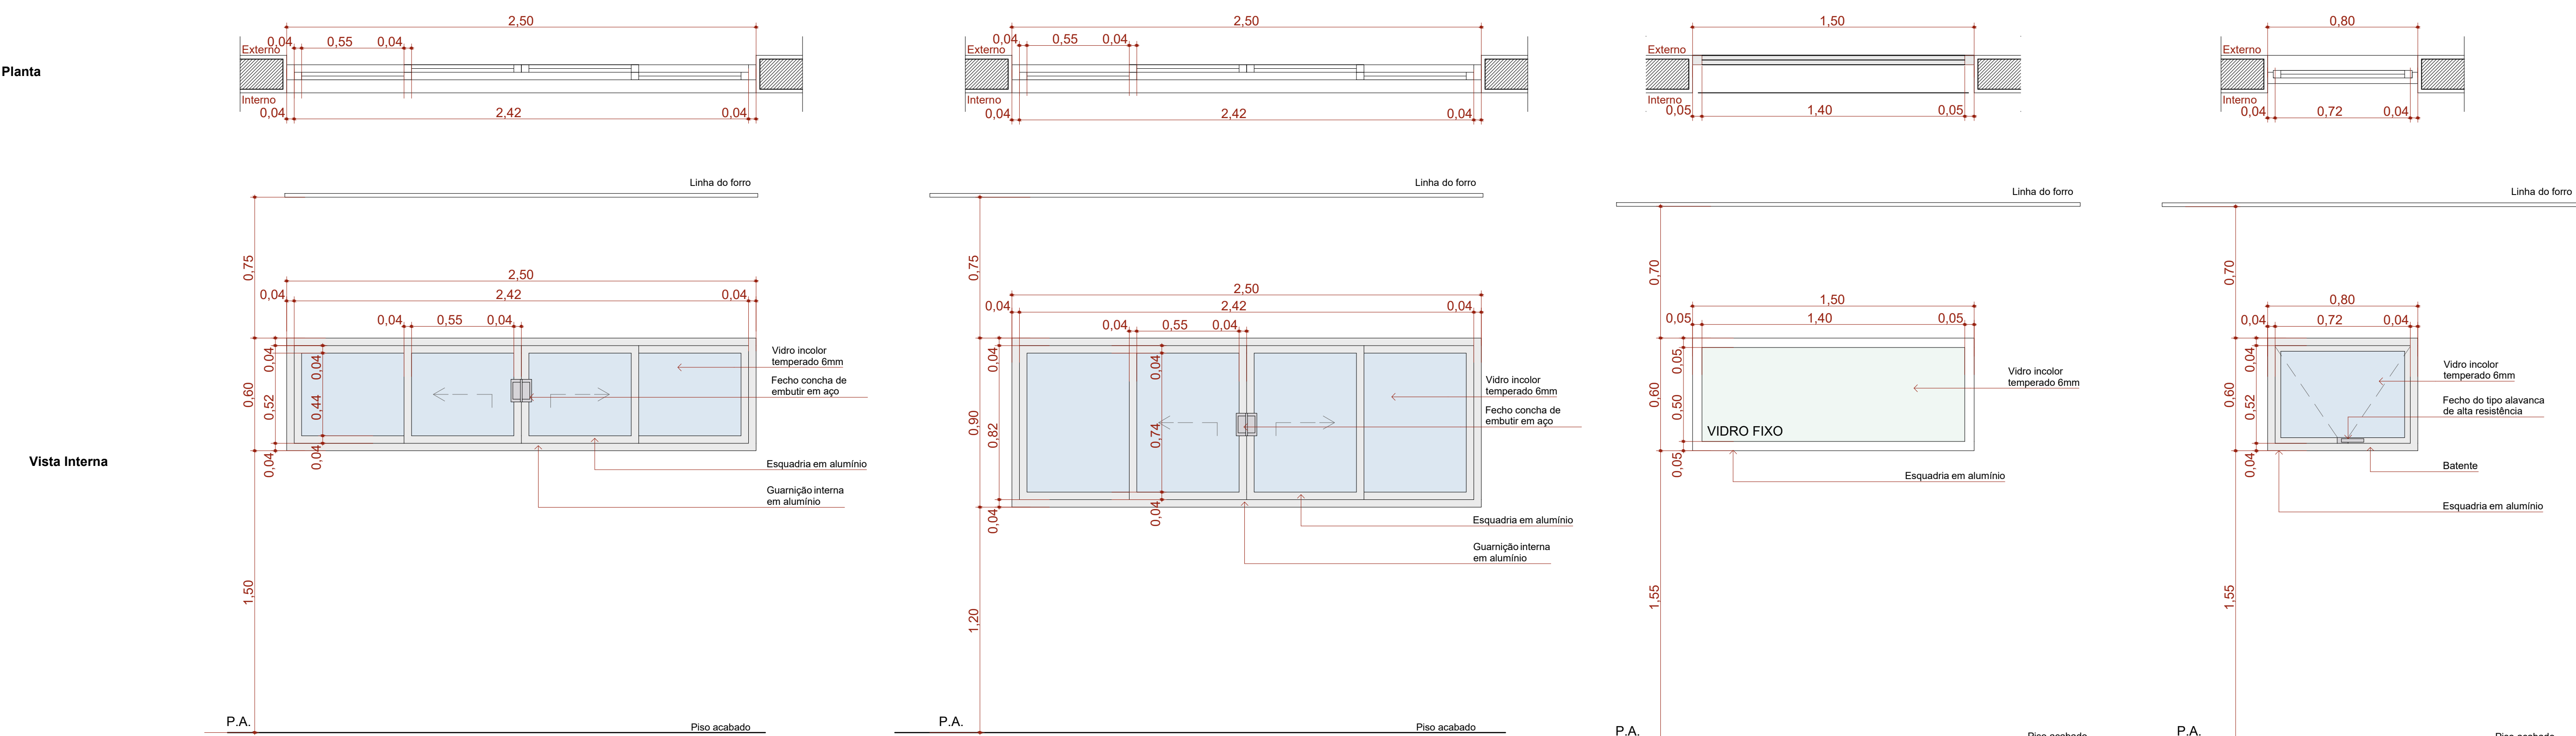 Planta
2,50
0,04
0,55
0,04
Externo
Interno
0,04
2,42
0,04
2,50
0,04
0,55
0,04
Externo
Interno
0,04
2,42
0,04
1,50
Externo
Interno
0,05
1,40
0,05
0,80
Externo
Interno
0,04
0,72
0,04
Vista Interna
Linha do forro
0,75
2,50
0,04
2,42
0,04
0,04
0,55
0,04
0,60
0,04
0,52
0,04
0,04
0,44
0,04
Vidro incolor
temperado 6mm
Fecho concha de
embutir em aço
Esquadria em alumínio
Guarnição interna
em alumínio
1,50
P.A.
Piso acabado
Linha do forro
0,75
2,50
0,04
2,42
0,04
0,04
0,55
0,04
0,90
0,04
0,82
0,04
0,04
0,74
0,04
Vidro incolor
temperado 6mm
Fecho concha de
embutir em aço
Esquadria em alumínio
Guarnição interna
em alumínio
1,20
P.A.
Piso acabado
Linha do forro
0,70
1,50
0,05
1,40
0,05
0,60
0,05
0,50
0,05
VIDRO FIXO
Vidro incolor
temperado 6mm
Esquadria em alumínio
1,55
P.A.
Piso acabado
Linha do forro
0,70
0,80
0,04
0,72
0,04
0,60
0,04
0,52
0,04
Vidro incolor
temperado 6mm
Fecho do tipo alavanca
de alta resistência
Batente
Esquadria em alumínio
1,55
P.A.
Piso acabado